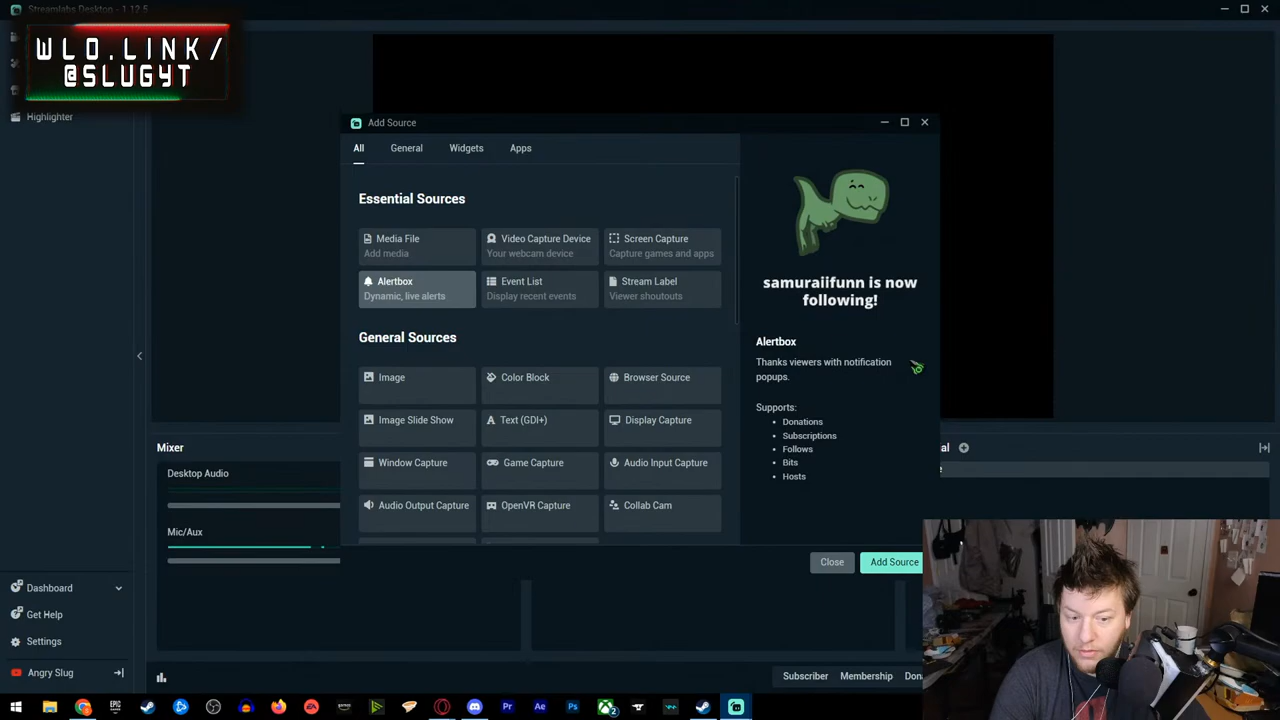 Streamlabs Desktop - 1.12.5
WLO.LINK/
@SLUGYT
Highlighter
Add Source
All
General
Widgets
Apps
Essential Sources
Media File
Add media
Video Capture Device
Your webcam device
Screen Capture
Capture games and apps
Alertbox
Dynamic, live alerts
Event List
Display recent events
Stream Label
Viewer shoutouts
General Sources
Image
Color Block
Browser Source
Image Slide Show
Text (GDI+)
Display Capture
Window Capture
Game Capture
Audio Input Capture
Audio Output Capture
OpenVR Capture
Collab Cam
samuraiifunn is now
following!
Alertbox
Thanks viewers with notification
popups.
Supports:
Donations
Subscriptions
Follows
Bits
Hosts
Close
Add Source
Mixer
Desktop Audio
Mic/Aux
Dashboard
Get Help
Settings
Angry Slug
Subscriber
Membership